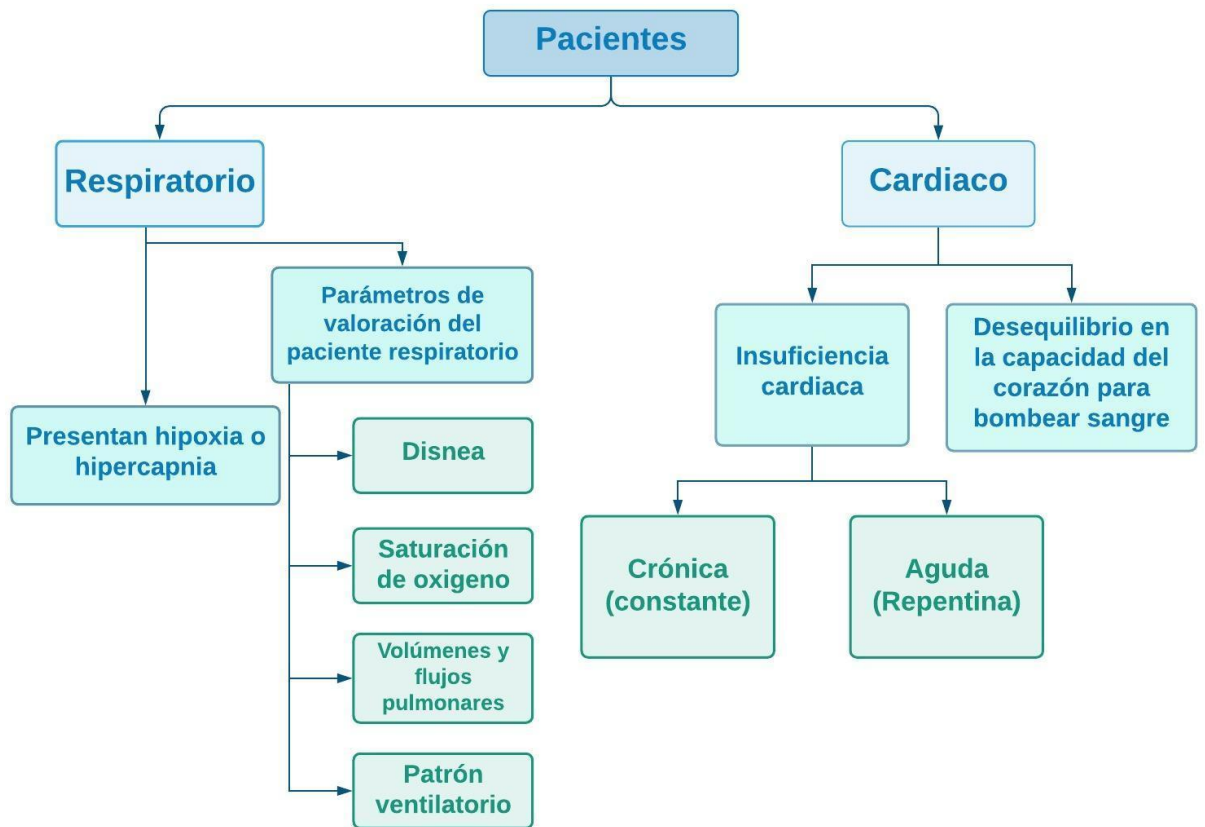 Pacientes
Respiratorio
Cardiaco
Parámetros de
valoración del
paciente respiratorio
Presentan hipoxia o
hipercapnia
Disnea
Saturación
de oxigeno
Volúmenes y
flujos
pulmonares
Patrón
ventilatorio
Insuficiencia
cardiaca
Desequilibrio en
la capacidad del
corazón para
bombear sangre
Crónica
(constante)
Aguda
(Repentina)